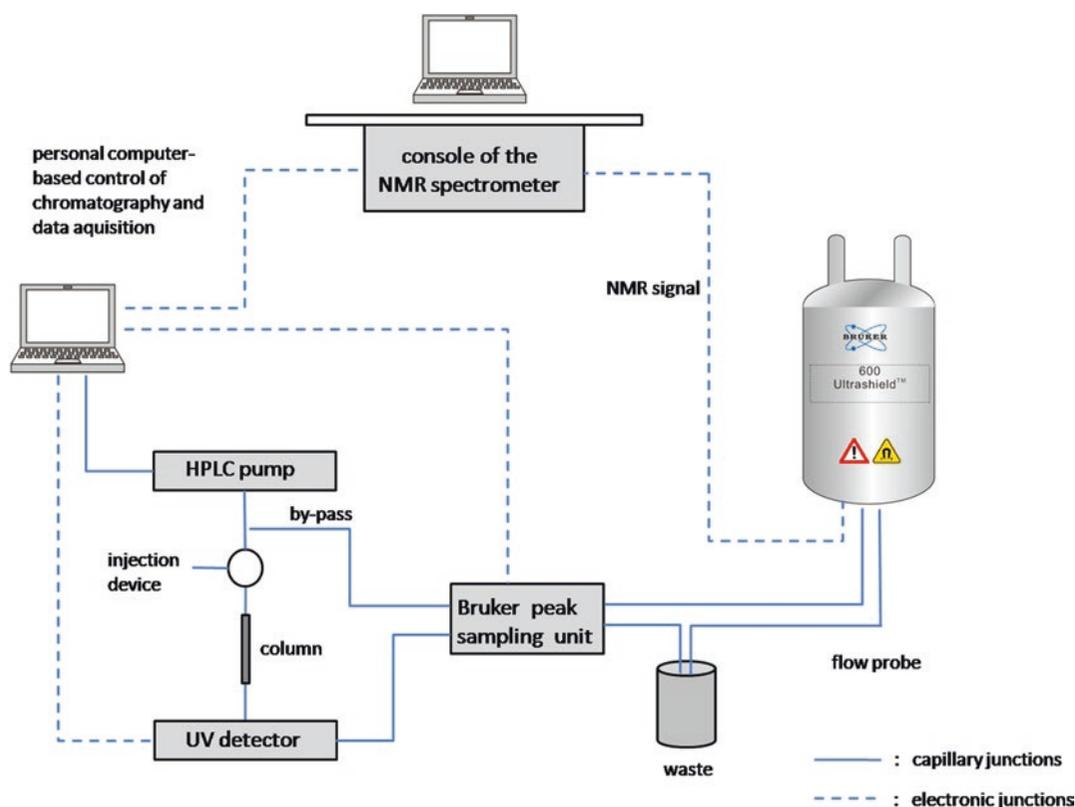 console of the
NMR spectrometer
personal computer-
based control of
chromatography and
data aquisition
NMR signal
BRUKER
600
Ultrashield™
HPLC pump
by-pass
injection
device
Bruker peak
sampling unit
column
flow probe
UV detector
waste
: capillary junctions
: electronic junctions